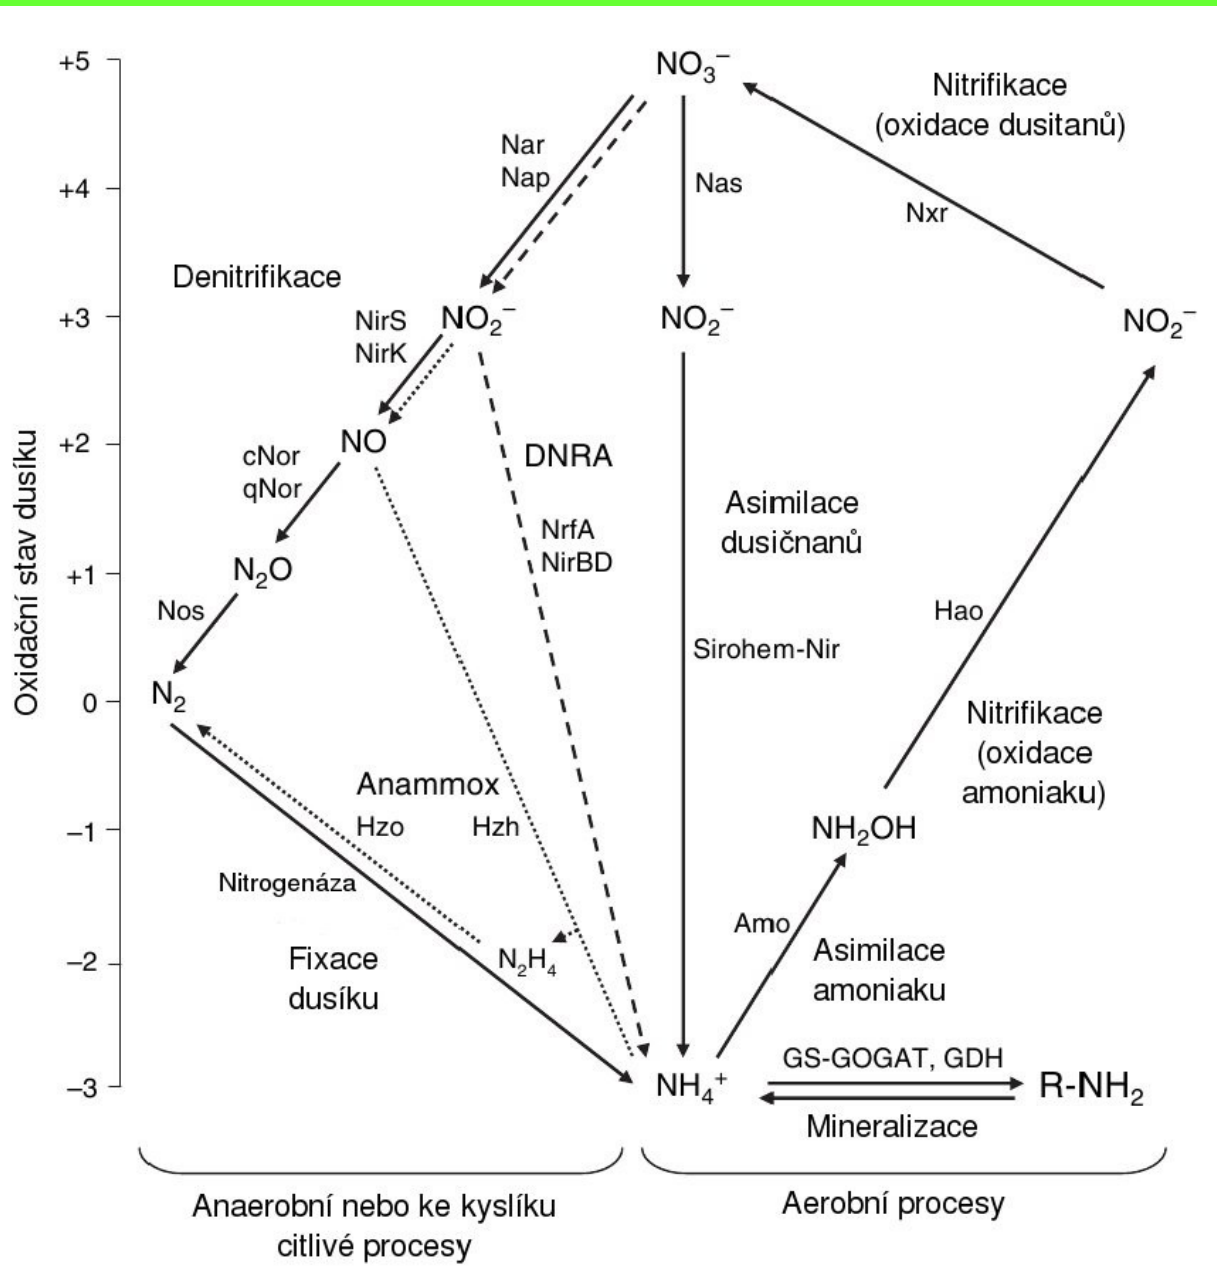 +5
+4
+3
+2
+1
0
–1
–2
–3
Oxidační stav dusíku
NO₃⁻
Nitrifikace
(oxidace dusitanů)
Nar
Nap
Nas
Nxr
Denitrifikace
NirS
NirK
NO₂⁻
NO₂⁻
NO₂⁻
NO
cNor
qNor
DNRA
NrfA
NirBD
Asimilace
dusičnanů
N₂O
Nos
Hao
Sirohem-Nir
N₂
Nitrifikace
(oxidace
amoniaku)
Anammox
Hzo
Hzh
NH₂OH
Nitrogenáza
Amo
Fixace
dusíku
N₂H₄
Asimilace
amoniaku
GS-GOGAT, GDH
NH₄⁺
R-NH₂
Mineralizace
Anaerobní nebo ke kyslíku
citlivé procesy
Aerobní procesy